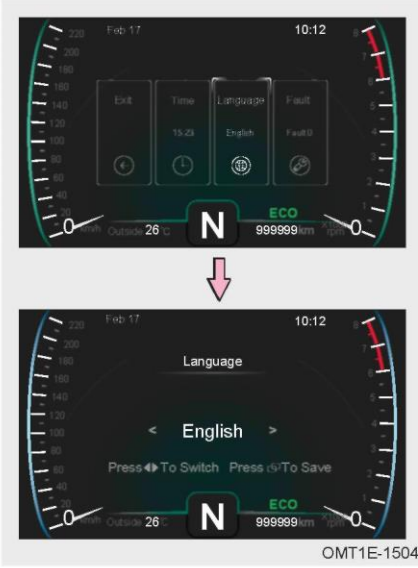 220 Feb 17 10:12 8
200 7
180
160 6
140 Exit Time Language Fault 5
120 15:23 English Fault 0 4
100
80 3
60 2
40
20 ECO 1
0 km/h Outside 26 °C N 999999 km rpm 0
220 Feb 17 10:12 8
200 Language 7
180
160 6
140 5
120
100 < English > 4
80 3
60 Press ◀▶ To Switch Press To Save
40 2
20 ECO 1
0 km/h Outside 26 °C N 999999 km rpm 0
OMT1E-1504